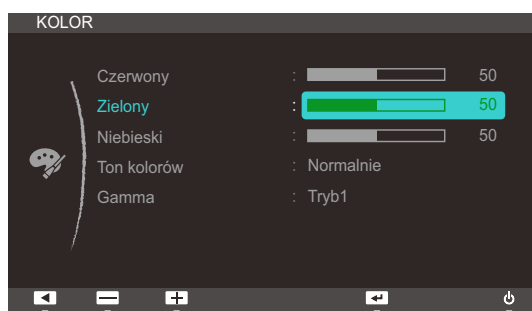 KOLOR
Czerwony : 50
Zielony : 50
Niebieski : 50
Ton kolorów : Normalnie
Gamma : Tryb1